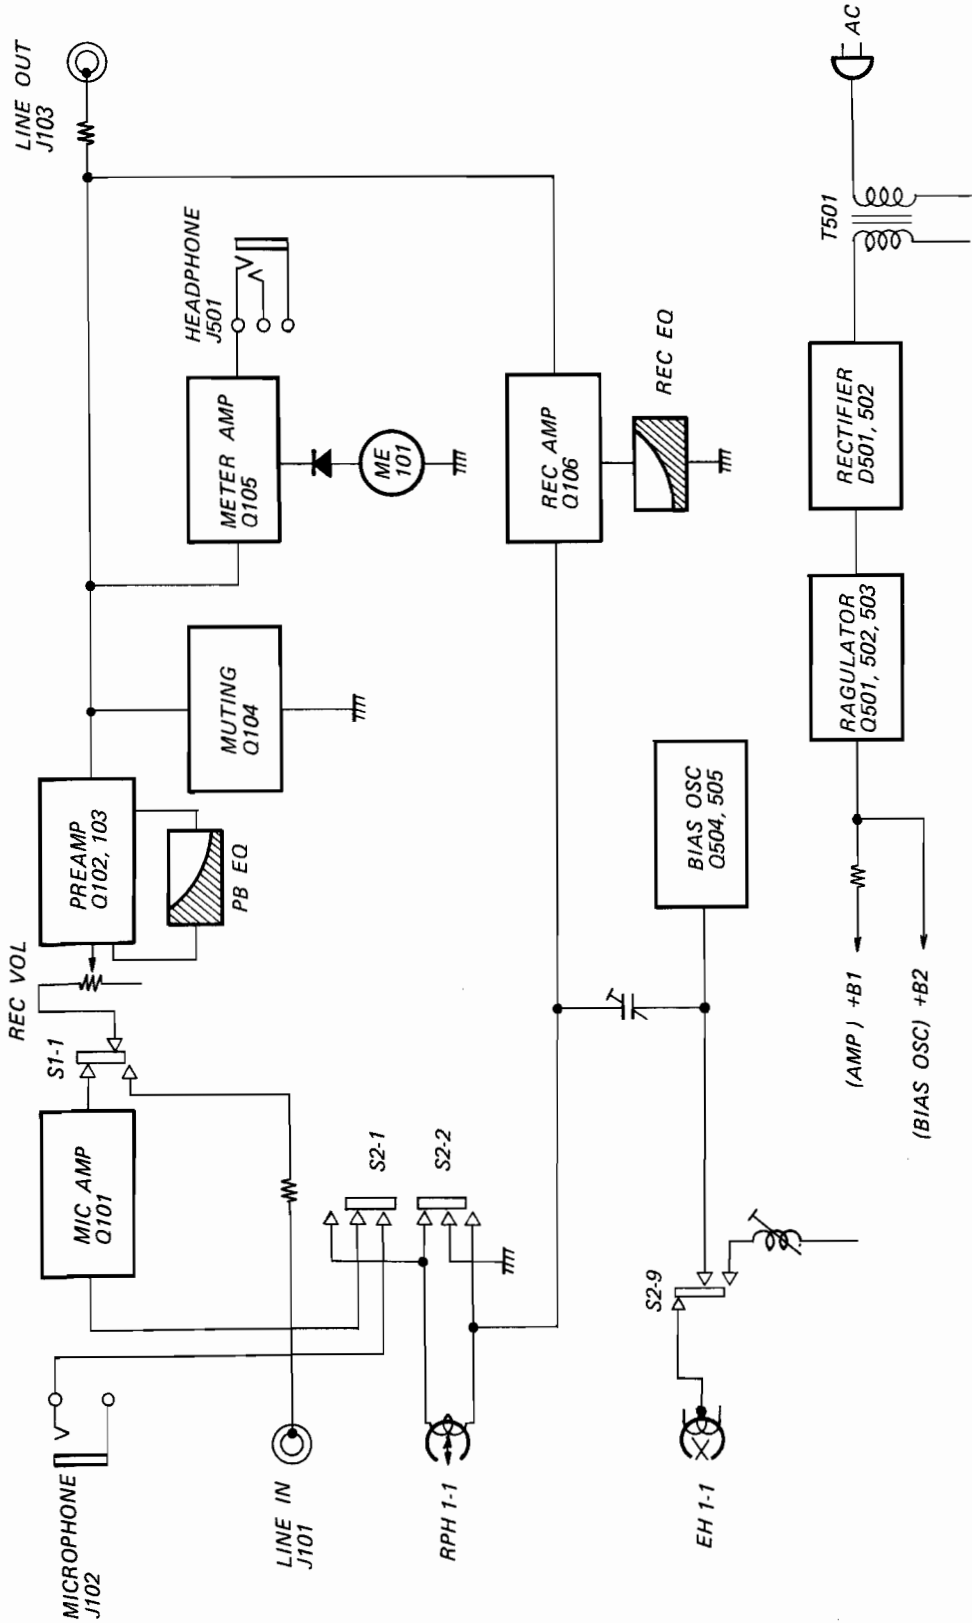 MICROPHONE
J102
LINE IN
J101
RPH 1-1
EH 1-1
MIC AMP
Q101
S1-1
REC VOL
S2-1
S2-2
S2-9
PREAMP
Q102, 103
PB EQ
MUTING
Q104
METER AMP
Q105
ME
101
HEADPHONE
J501
LINE OUT
J103
REC AMP
Q106
REC EQ
BIAS OSC
Q504, 505
(AMP) +B1
(BIAS OSC) +B2
RAGULATOR
Q501, 502, 503
RECTIFIER
D501, 502
T501
AC